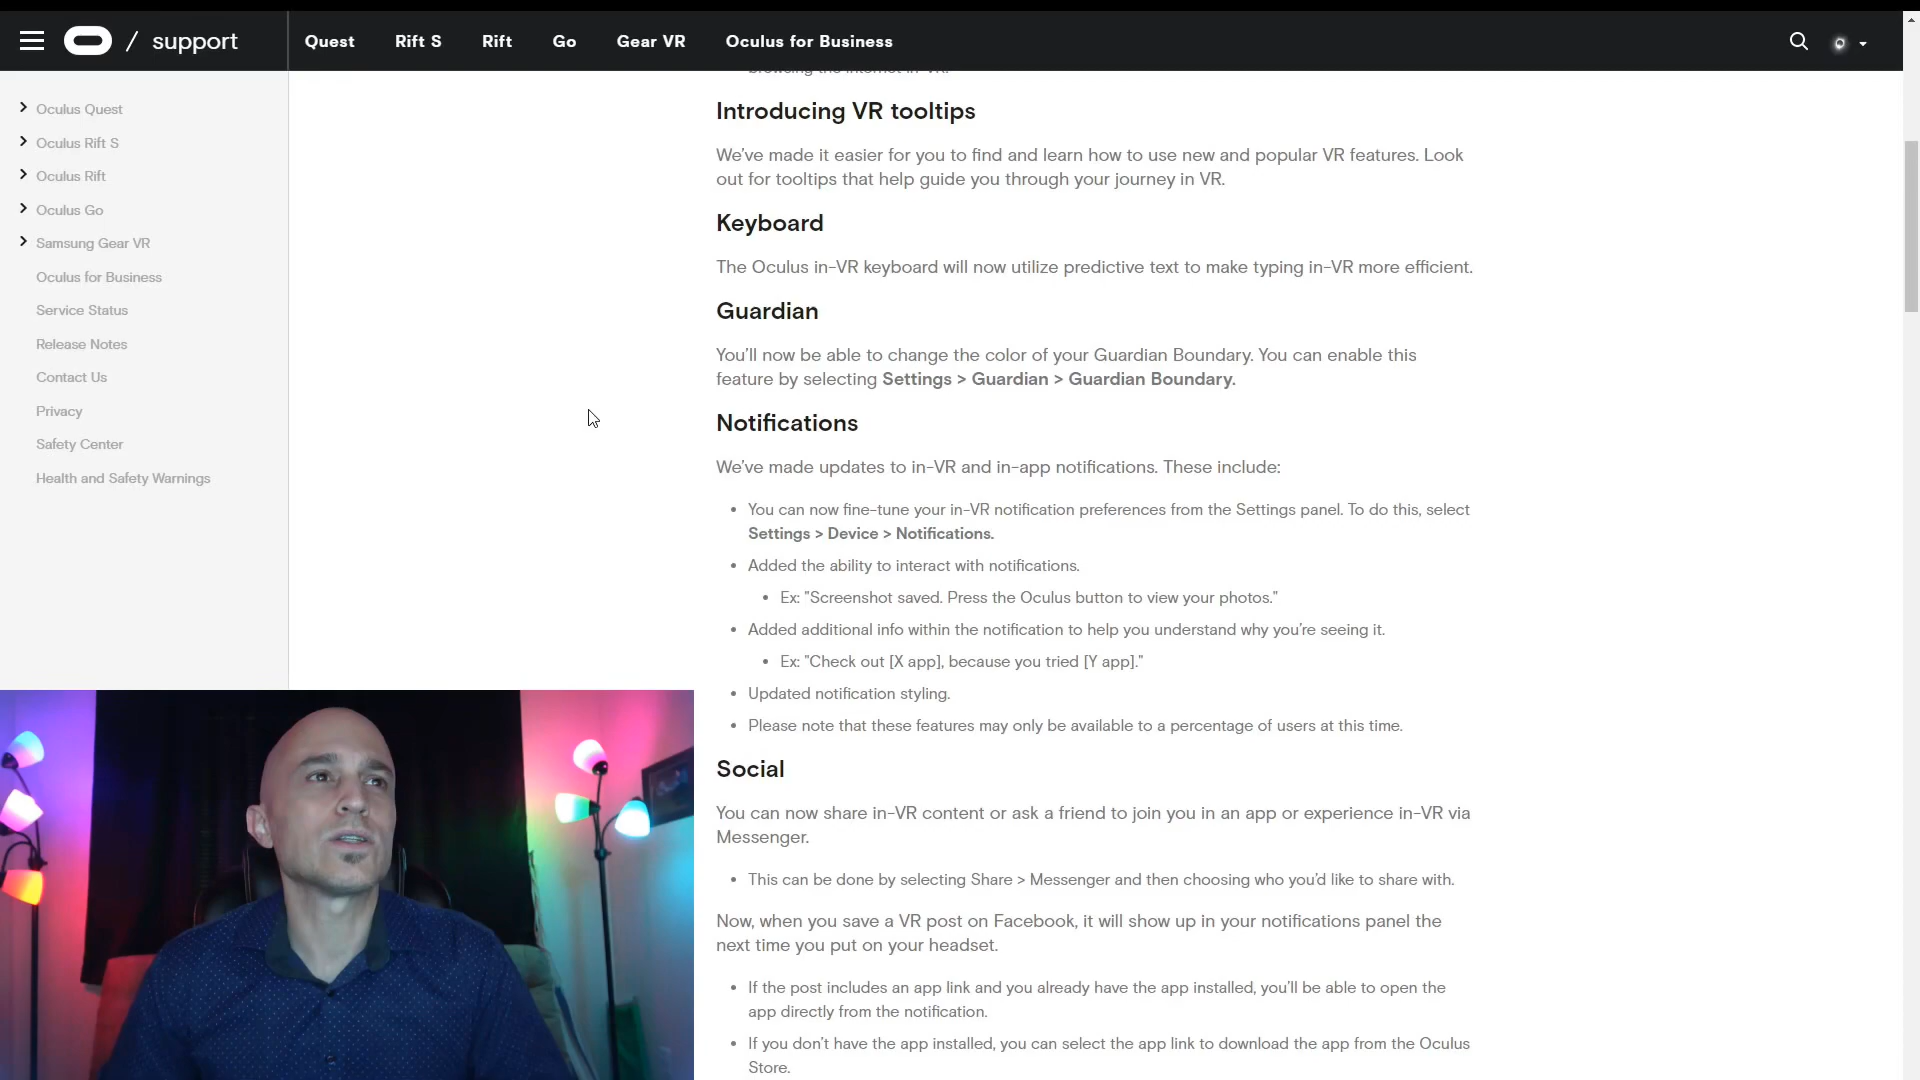 / support
Quest Rift S Rift Go Gear VR Oculus for Business
Oculus Quest
Oculus Rift S
Oculus Rift
Oculus Go
Samsung Gear VR
Oculus for Business
Service Status
Release Notes
Contact Us
Privacy
Safety Center
Health and Safety Warnings
browsing the internet in-VR.
Introducing VR tooltips
We've made it easier for you to find and learn how to use new and popular VR features. Look
out for tooltips that help guide you through your journey in VR.
Keyboard
The Oculus in-VR keyboard will now utilize predictive text to make typing in-VR more efficient.
Guardian
You'll now be able to change the color of your Guardian Boundary. You can enable this
feature by selecting Settings > Guardian > Guardian Boundary.
Notifications
We've made updates to in-VR and in-app notifications. These include:
• You can now fine-tune your in-VR notification preferences from the Settings panel. To do this, select
Settings > Device > Notifications.
• Added the ability to interact with notifications.
• Ex: "Screenshot saved. Press the Oculus button to view your photos."
• Added additional info within the notification to help you understand why you're seeing it.
• Ex: "Check out [X app], because you tried [Y app]."
• Updated notification styling.
• Please note that these features may only be available to a percentage of users at this time.
Social
You can now share in-VR content or ask a friend to join you in an app or experience in-VR via
Messenger.
• This can be done by selecting Share > Messenger and then choosing who you'd like to share with.
Now, when you save a VR post on Facebook, it will show up in your notifications panel the
next time you put on your headset.
• If the post includes an app link and you already have the app installed, you'll be able to open the
app directly from the notification.
• If you don't have the app installed, you can select the app link to download the app from the Oculus
Store.